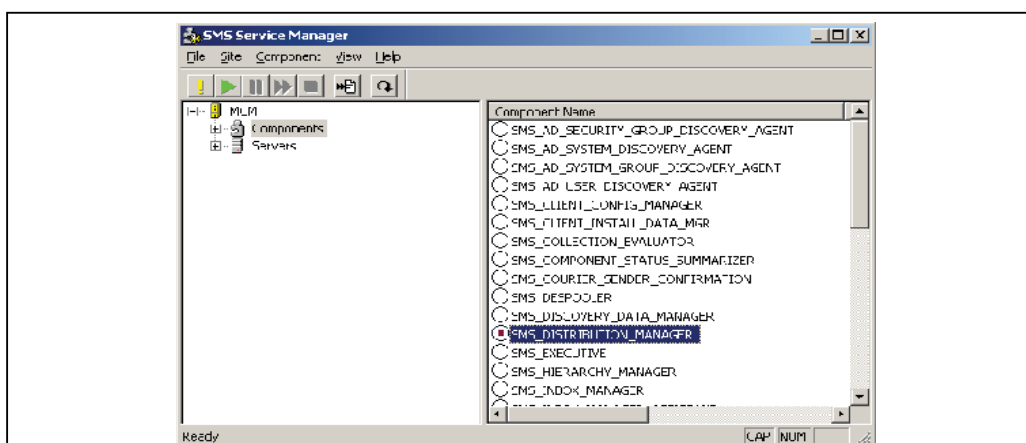 SMS Service Manager
File Site Component View Help
MCM
Components
Servers
Component Name
SMS_AD_SECURITY_GROUP_DISCOVERY_AGENT
SMS_AD_SYSTEM_DISCOVERY_AGENT
SMS_AD_SYSTEM_GROUP_DISCOVERY_AGENT
SMS_AD_USER_DISCOVERY_AGENT
SMS_CLIENT_CONFIG_MANAGER
SMS_CLIENT_INSTALL_DATA_MGR
SMS_COLLECTION_EVALUATOR
SMS_COMPONENT_STATUS_SUMMARIZER
SMS_COURIER_SENDER_CONFIRMATION
SMS_DESPOOLER
SMS_DISCOVERY_DATA_MANAGER
SMS_DISTRIBUTION_MANAGER
SMS_EXECUTIVE
SMS_HIERARCHY_MANAGER
SMS_INBOX_MANAGER
Ready CAP NUM